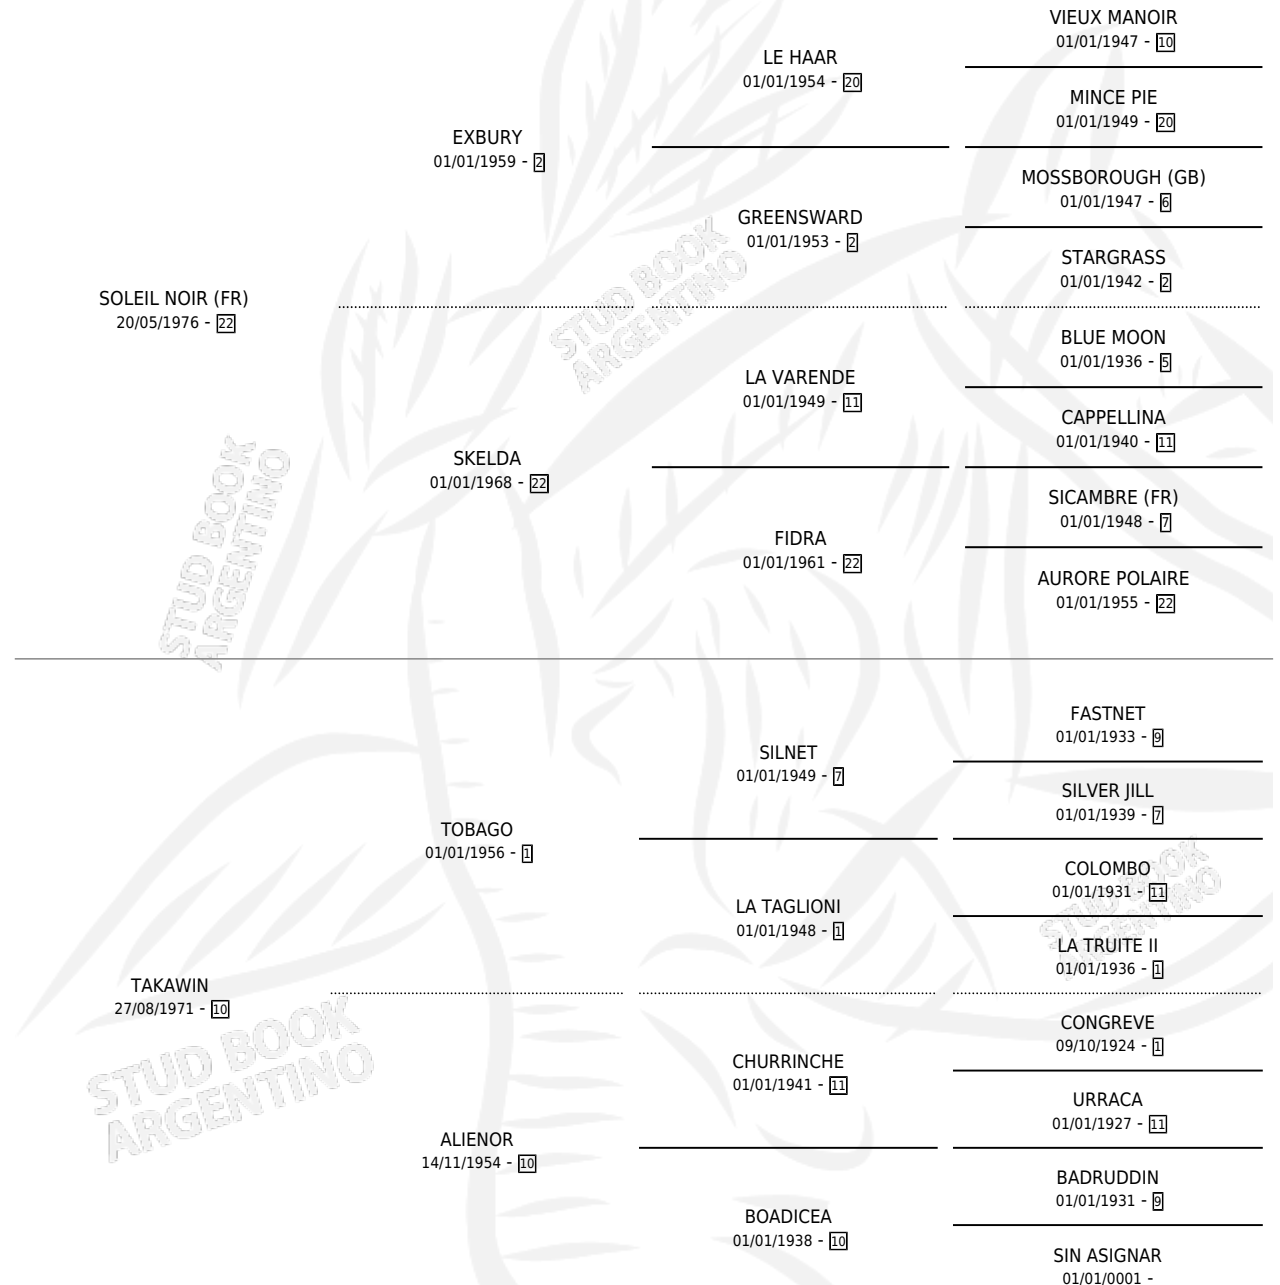 VIEUX MANOIR
01/01/1947 - 10
LE HAAR
01/01/1954 - 20
MINCE PIE
01/01/1949 - 20
EXBURY
01/01/1959 - 2
MOSSBOROUGH (GB)
01/01/1947 - 6
GREENSWARD
01/01/1953 - 2
STARGRASS
01/01/1942 - 2
SOLEIL NOIR (FR)
20/05/1976 - 22
BLUE MOON
01/01/1936 - 5
LA VARENDE
01/01/1949 - 11
CAPPELLINA
01/01/1940 - 11
SKELDA
01/01/1968 - 22
SICAMBRE (FR)
01/01/1948 - 7
FIDRA
01/01/1961 - 22
AURORE POLAIRE
01/01/1955 - 22
FASTNET
01/01/1933 - 9
SILNET
01/01/1949 - 7
SILVER JILL
01/01/1939 - 7
TOBAGO
01/01/1956 - 1
COLOMBO
01/01/1931 - 11
LA TAGLIONI
01/01/1948 - 1
LA TRUITE II
01/01/1936 - 1
TAKAWIN
27/08/1971 - 10
CONGREVE
09/10/1924 - 1
CHURRINCHE
01/01/1941 - 11
URRACA
01/01/1927 - 11
ALIENOR
14/11/1954 - 10
BADRUDDIN
01/01/1931 - 9
BOADICEA
01/01/1938 - 10
SIN ASIGNAR
01/01/0001 -
STUD BOOK
ARGENTINO
STUD BOOK
ARGENTINO
STUD BOOK
ARGENTINO
STUD BOOK
ARGENTINO